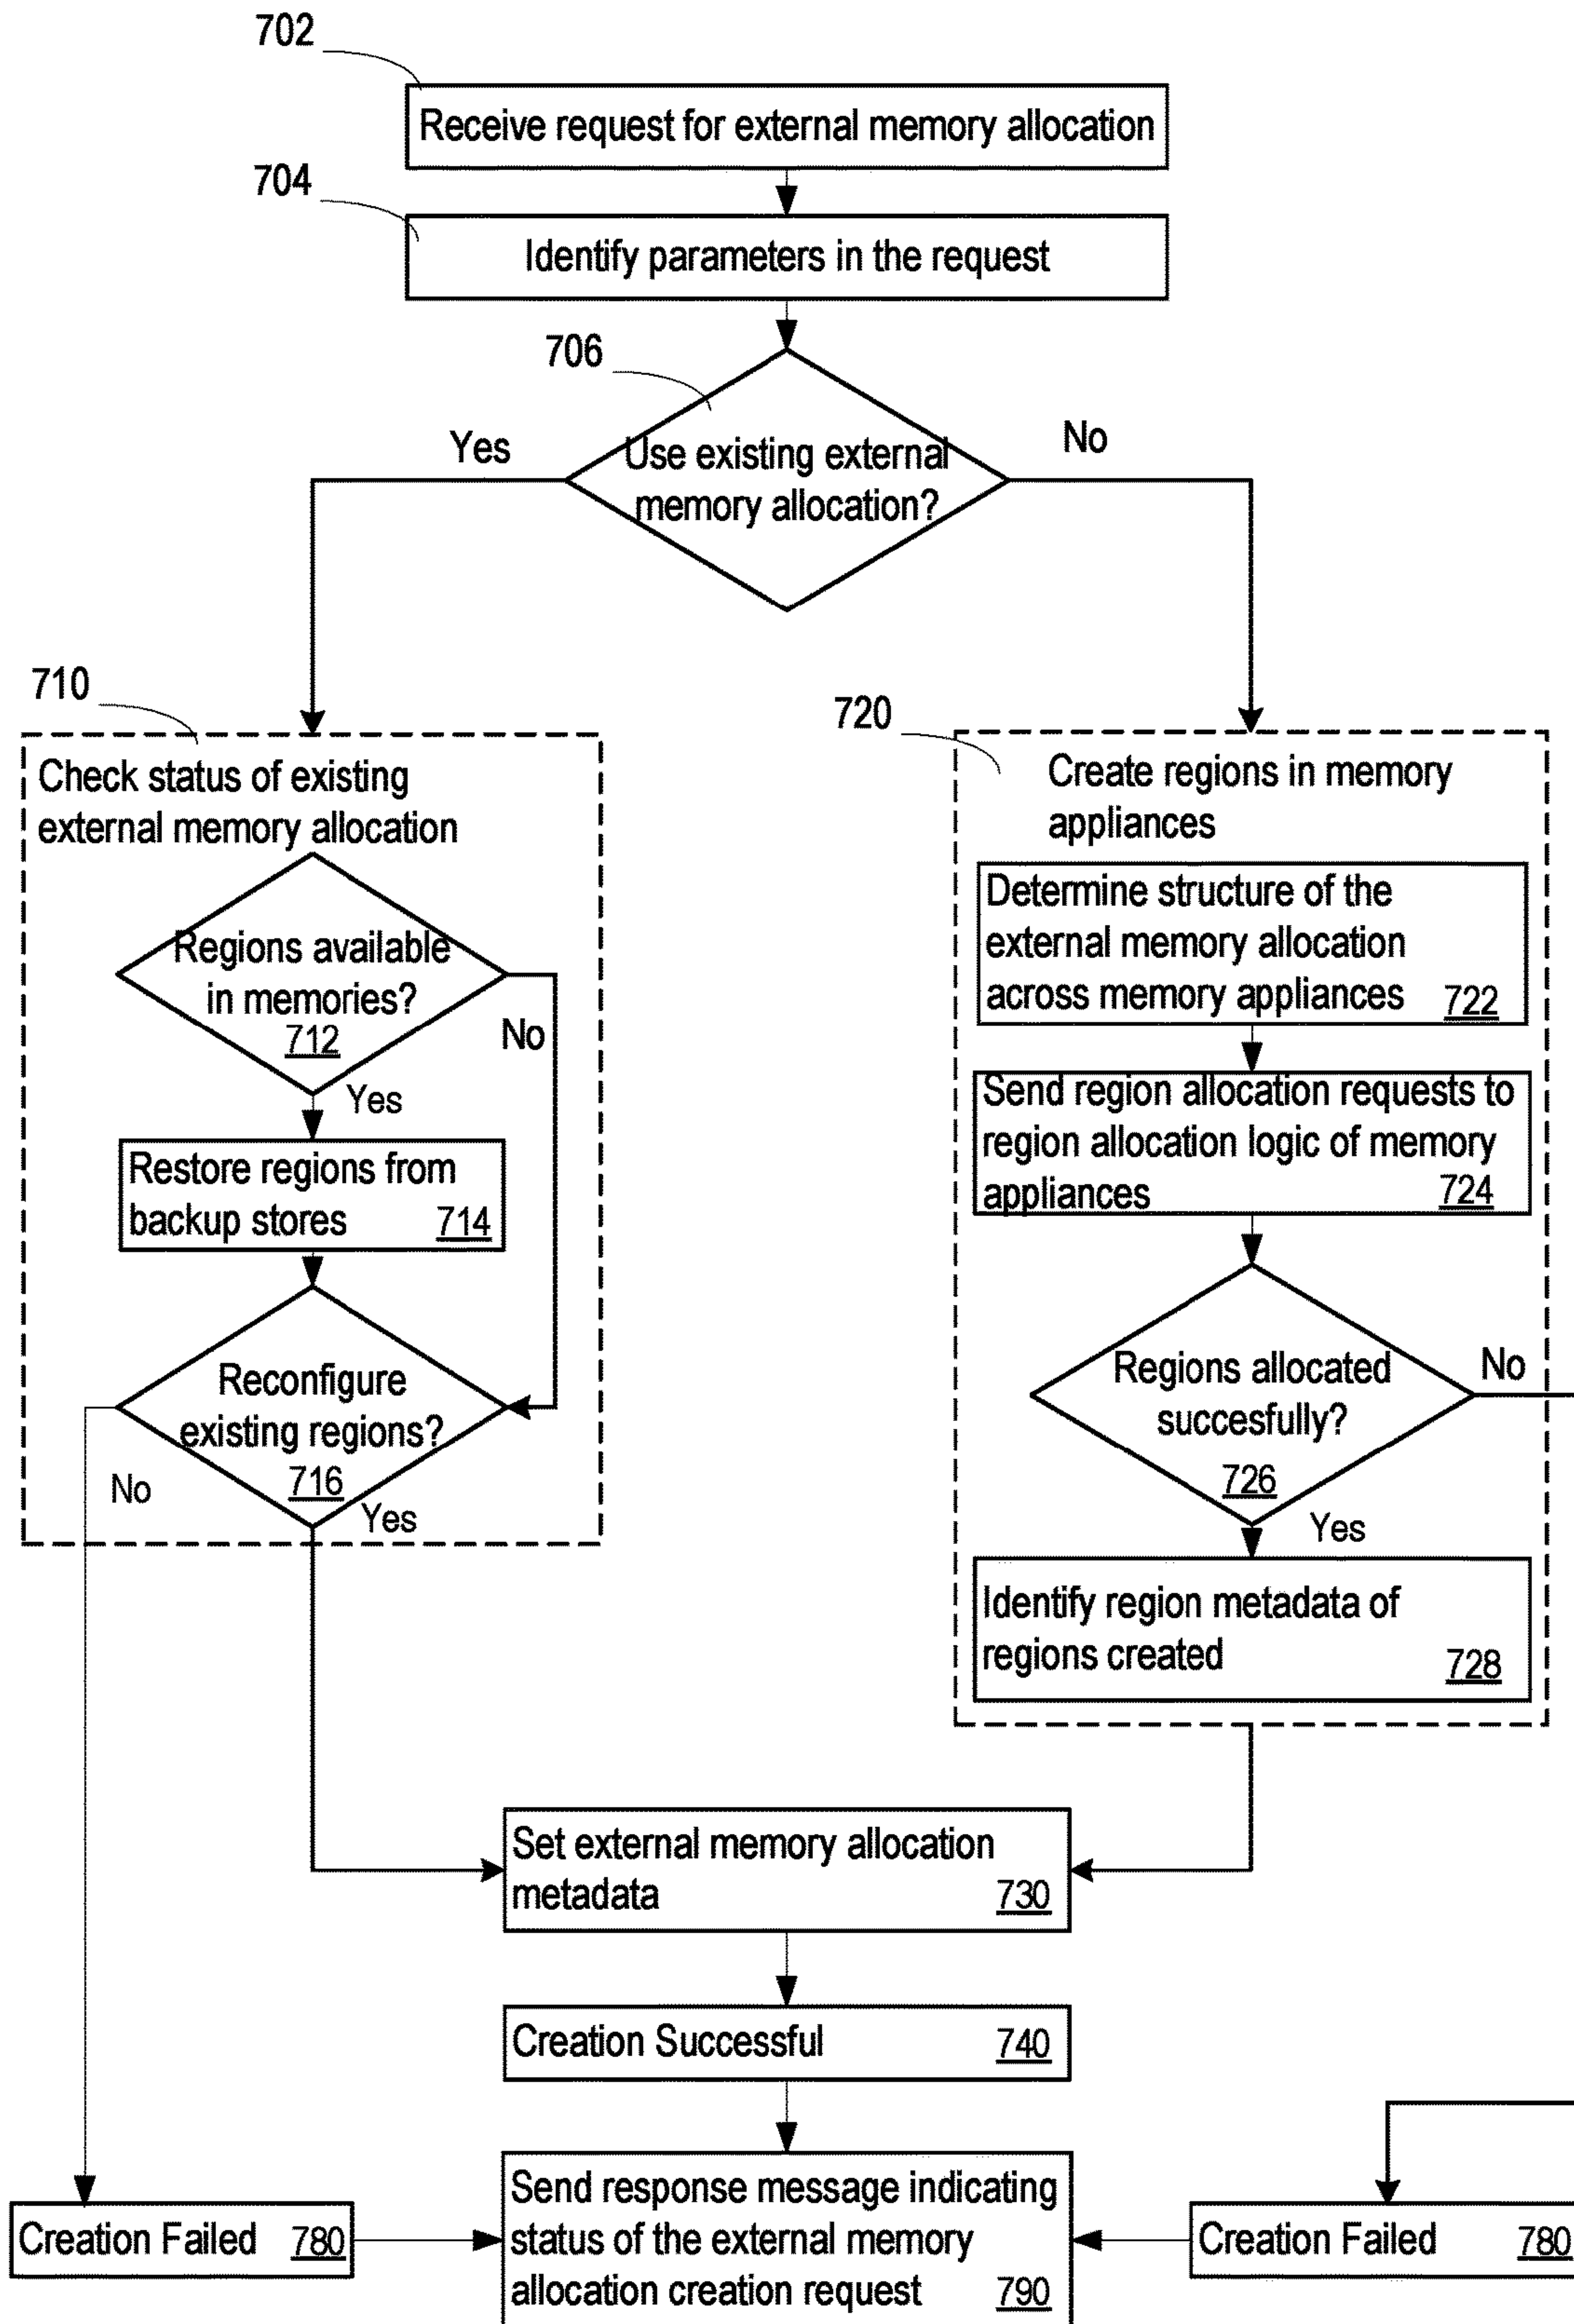 702
Receive request for external memory allocation
704
Identify parameters in the request
706
Yes
No
Use existing external
memory allocation?
710
Check status of existing
external memory allocation
Regions available
in memories?
712
No
Yes
Restore regions from
backup stores 714
Reconfigure
existing regions?
716
No
Yes
720
Create regions in memory
appliances
Determine structure of the
external memory allocation
across memory appliances 722
Send region allocation requests to
region allocation logic of memory
appliances 724
Regions allocated
succesfully?
726
No
Yes
Identify region metadata of
regions created 728
Set external memory allocation
metadata 730
Creation Successful 740
Creation Failed 780
Send response message indicating
status of the external memory
allocation creation request 790
Creation Failed 780